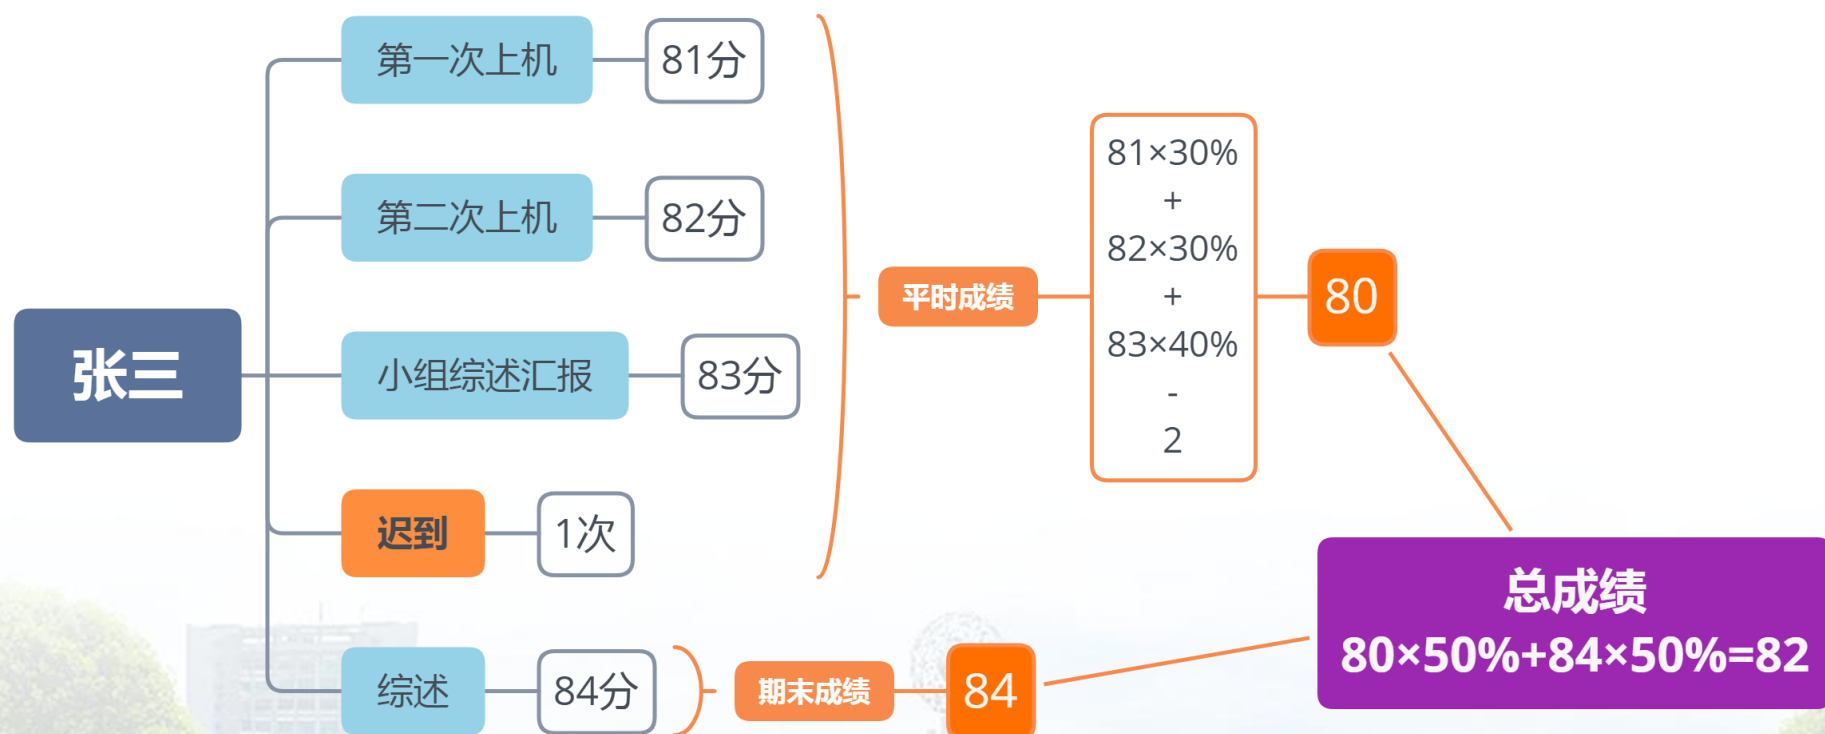 张三
第一次上机
81分
第二次上机
82分
小组综述汇报
83分
迟到
1次
综述
84分
平时成绩
81×30%
+
82×30%
+
83×40%
-
2
80
期末成绩
84
总成绩
80×50%+84×50%=82